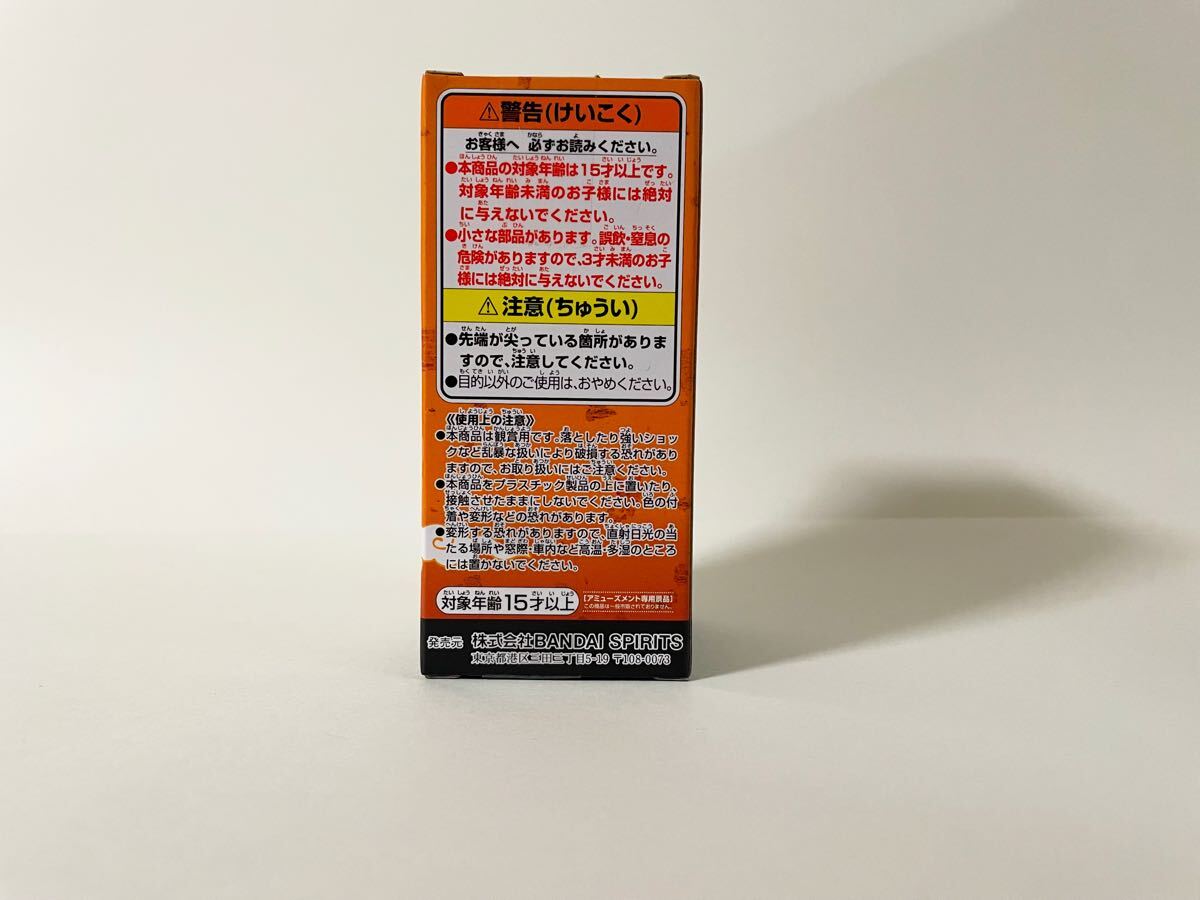 ⚠警告(けいこく)
お客様へ 必ずお読みください。
●本商品の対象年齢は15才以上です。
対象年齢未満のお子様には絶対
に与えないでください。
●小さな部品があります。誤飲・窒息の
危険がありますので、3才未満のお子
様には絶対に与えないでください。
⚠注意(ちゅうい)
●先端が尖っている箇所がありま
すので、注意してください。
●目的以外のご使用は、おやめください。
《使用上の注意》
●本商品は観賞用です。落としたり強いショッ
クなど乱暴な扱いにより破損する恐れがあり
ますので、お取り扱いにはご注意ください。
●本商品をプラスチック製品の上に置いたり、
接触させたままにしないでください。色の付
着や変形などの恐れがあります。
●変形する恐れがありますので、直射日光の当
たる場所や窓際・車内など高温・多湿のところ
には置かないでください。
対象年齢15才以上
【アミューズメント専用景品】
この商品は一般市販されておりません。
発売元 株式会社BANDAI SPIRITS
東京都港区三田三丁目5-19 〒108-0073